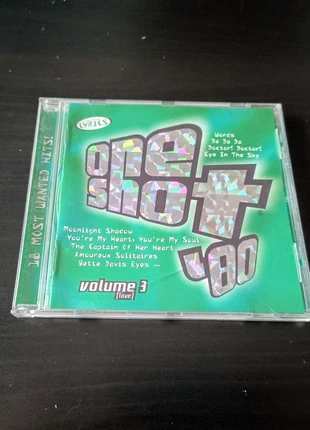 18 MOST WANTED HITS!
LYRICS
one
shot
'80
Words
Da Da Da
Doctor! Doctor!
Eye In The Sky
Moonlight Shadow
You're My Heart, You're My Soul
The Captain Of Her Heart
Amoureux Solitaires
Bette Davis Eyes ...
volume 3
[love]